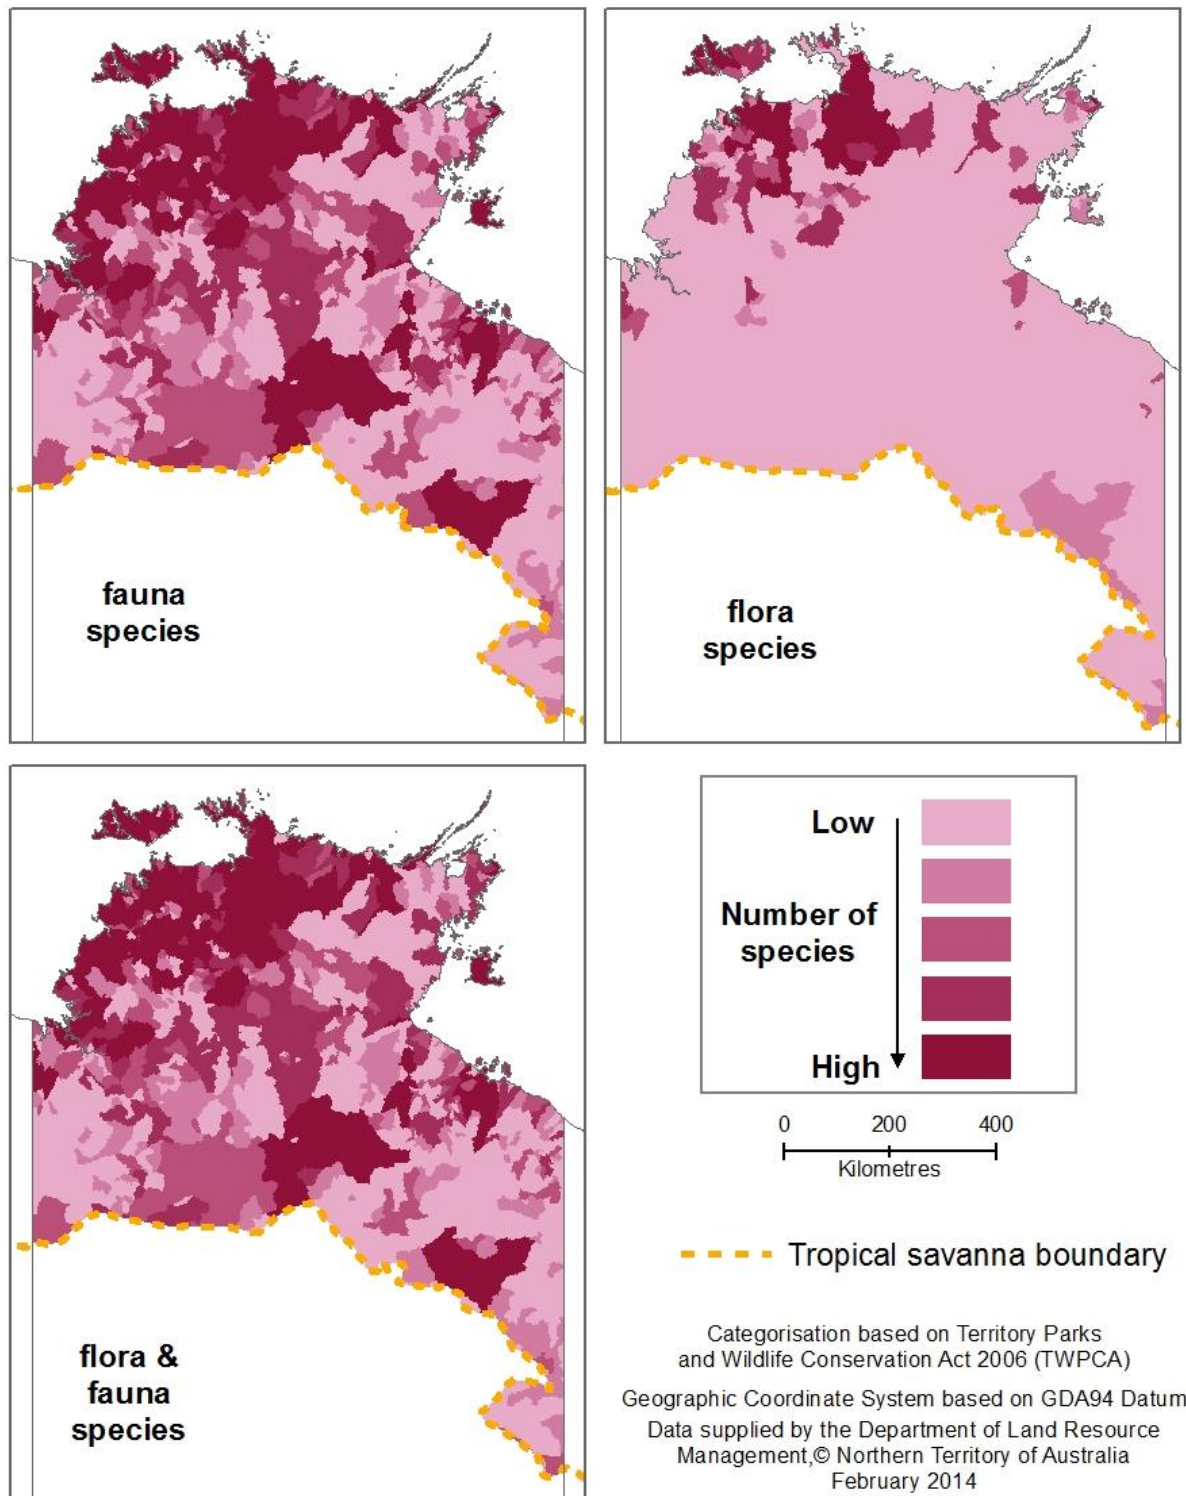 fauna
species
flora
species
flora &
fauna
species
Low
Number of
species
High
0 200 400
Kilometres
Tropical savanna boundary
Categorisation based on Territory Parks
and Wildlife Conservation Act 2006 (TWPCA)
Geographic Coordinate System based on GDA94 Datum
Data supplied by the Department of Land Resource
Management,© Northern Territory of Australia
February 2014